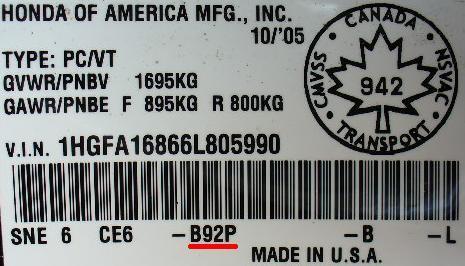 HONDA OF AMERICA MFG., INC.
10/'05
TYPE: PC/VT
GVWR/PNBV 1695KG
GAWR/PNBE F 895KG R 800KG
V.I.N. 1HGFA16866L805990
SNE 6 CE6 -B92P -B -L
MADE IN U.S.A.
CANADA
CMVSS
942
NSVAC
TRANSPORT